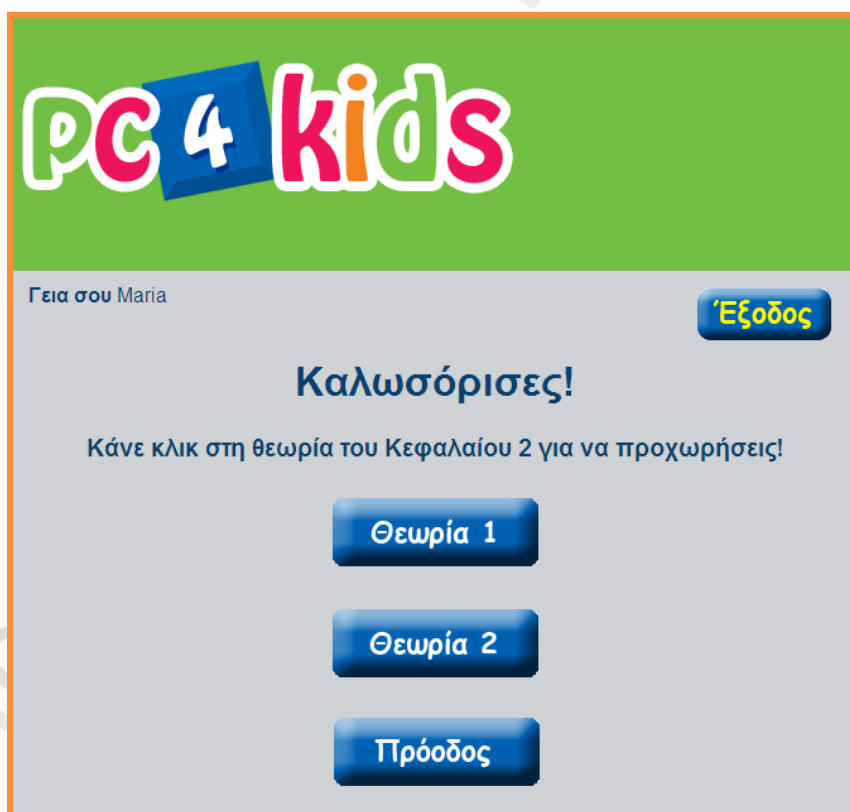 PC 4 kids
Γεια σου Maria
Έξοδος
Καλωσόρισες!
Κάνε κλικ στη θεωρία του Κεφαλαίου 2 για να προχωρήσεις!
Θεωρία 1
Θεωρία 2
Πρόοδος